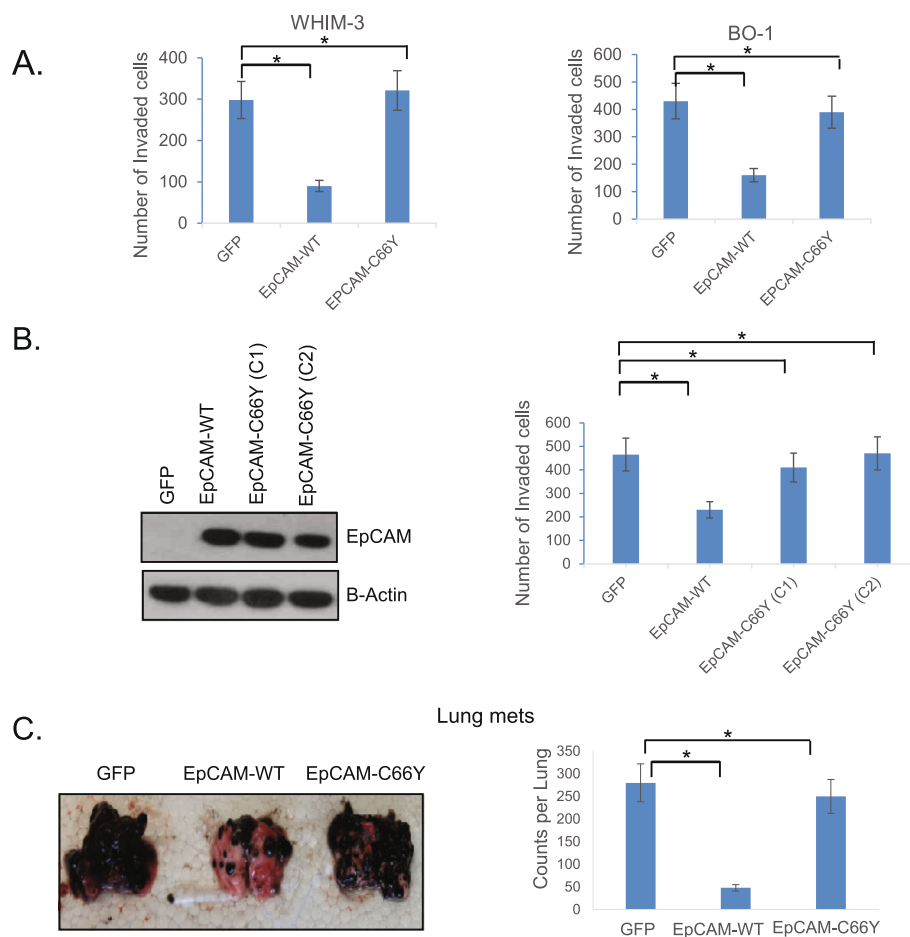 A.
WHIM-3
*
*
Number of Invaded cells
400
300
200
100
0
GFP
EpCAM-WT
EPCAM-C66Y
BO-1
*
*
Number of Invaded cells
600
500
400
300
200
100
0
GFP
EpCAM-WT
EPCAM-C66Y
B.
GFP
EpCAM-WT
EpCAM-C66Y (C1)
EpCAM-C66Y (C2)
EpCAM
B-Actin
*
*
*
Number of Invaded cells
600
500
400
300
200
100
0
GFP
EpCAM-WT
EpCAM-C66Y (C1)
EpCAM-C66Y (C2)
C.
Lung mets
GFP EpCAM-WT EpCAM-C66Y
*
*
Counts per Lung
350
300
250
200
150
100
50
0
GFP EpCAM-WT EpCAM-C66Y